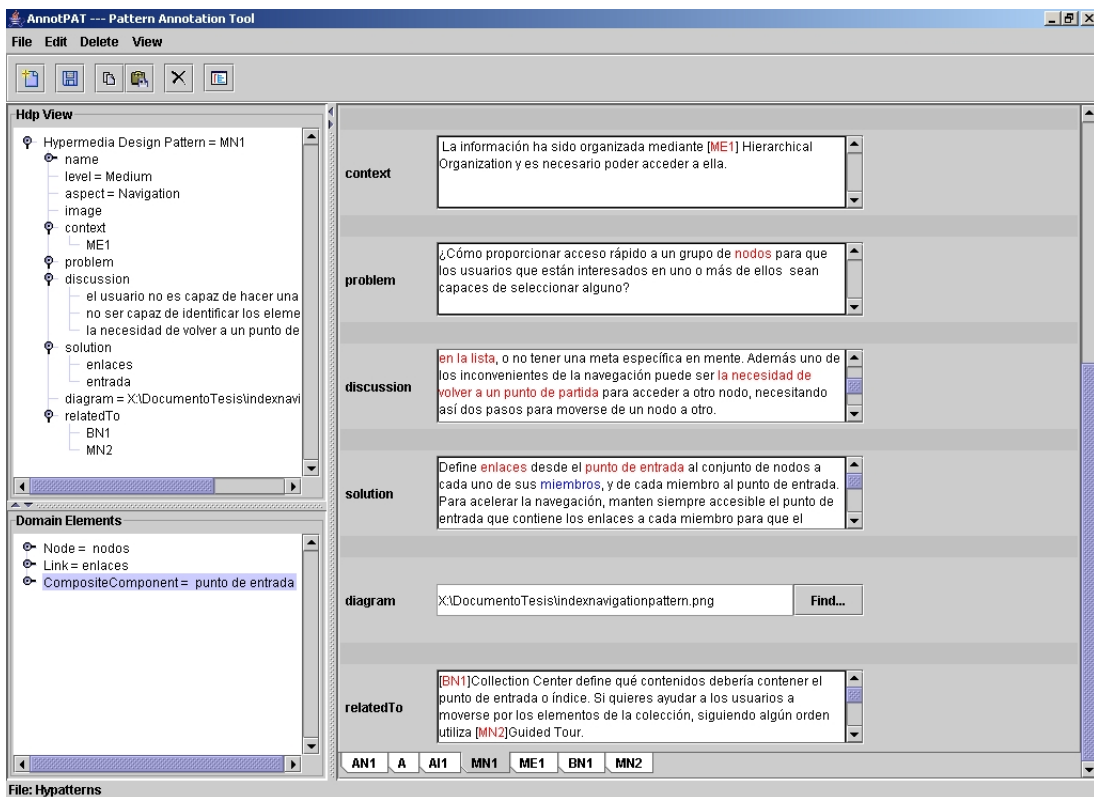 AnnotPAT --- Pattern Annotation Tool
File Edit Delete View
Hdp View
Hypermedia Design Pattern = MN1
name
level = Medium
aspect = Navigation
image
context
ME1
problem
discussion
el usuario no es capaz de hacer una
no ser capaz de identificar los eleme
la necesidad de volver a un punto de
solution
enlaces
entrada
diagram = X:\DocumentoTesis\indexnavi
relatedTo
BN1
MN2
Domain Elements
Node = nodos
Link = enlaces
CompositeComponent = punto de entrada
context
La información ha sido organizada mediante [ME1] Hierarchical
Organization y es necesario poder acceder a ella.
problem
¿Cómo proporcionar acceso rápido a un grupo de nodos para que
los usuarios que están interesados en uno o más de ellos sean
capaces de seleccionar alguno?
discussion
en la lista, o no tener una meta específica en mente. Además uno de
los inconvenientes de la navegación puede ser la necesidad de
volver a un punto de partida para acceder a otro nodo, necesitando
así dos pasos para moverse de un nodo a otro.
solution
Define enlaces desde el punto de entrada al conjunto de nodos a
cada uno de sus miembros, y de cada miembro al punto de entrada.
Para acelerar la navegación, manten siempre accesible el punto de
entrada que contiene los enlaces a cada miembro para que el
diagram
X:\DocumentoTesis\indexnavigationpattern.png
Find...
relatedTo
[BN1]Collection Center define qué contenidos debería contener el
punto de entrada o índice. Si quieres ayudar a los usuarios a
moverse por los elementos de la colección, siguiendo algún orden
utiliza [MN2]Guided Tour.
AN1 A AI1 MN1 ME1 BN1 MN2
File: Hypatterns